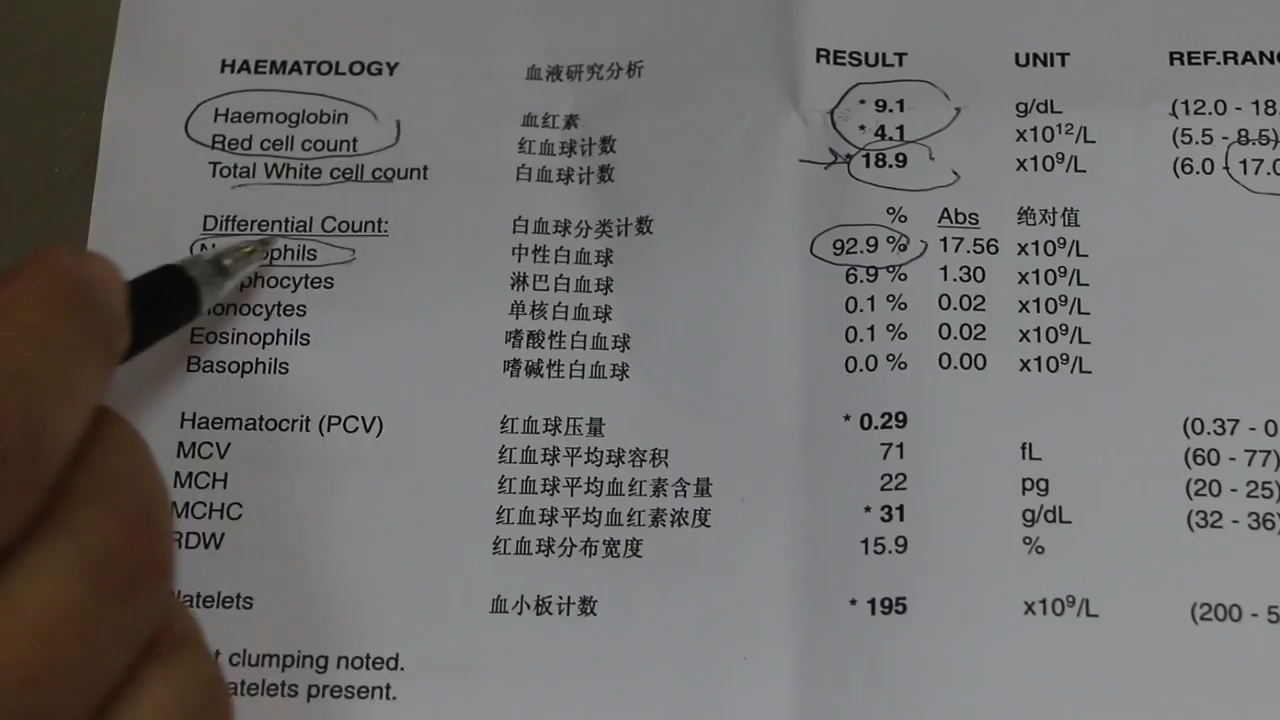 HAEMATOLOGY 血液研究分析 RESULT UNIT
Haemoglobin 血红素 * 9.1 g/dL (12.0 - 18
Red cell count 红血球计数 * 4.1 x10¹²/L (5.5 - 8.5)
Total White cell count 白血球计数 * 18.9 x10⁹/L (6.0 - 17.0
Differential Count: 白血球分类计数 % Abs 绝对值
中性白血球 92.9 % 17.56 x10⁹/L
淋巴白血球 6.9 % 1.30 x10⁹/L
单核白血球 0.1 % 0.02 x10⁹/L
Eosinophils 嗜酸性白血球 0.1 % 0.02 x10⁹/L
Basophils 嗜碱性白血球 0.0 % 0.00 x10⁹/L
Haematocrit (PCV) 红血球压量 * 0.29 (0.37 - 0
MCV 红血球平均球容积 71 fL (60 - 77)
MCH 红血球平均血红素含量 22 pg (20 - 25)
MCHC 红血球平均血红素浓度 * 31 g/dL (32 - 36)
RDW 红血球分布宽度 15.9 %
血小板计数 * 195 x10⁹/L (200 - 5
clumping noted.
present.